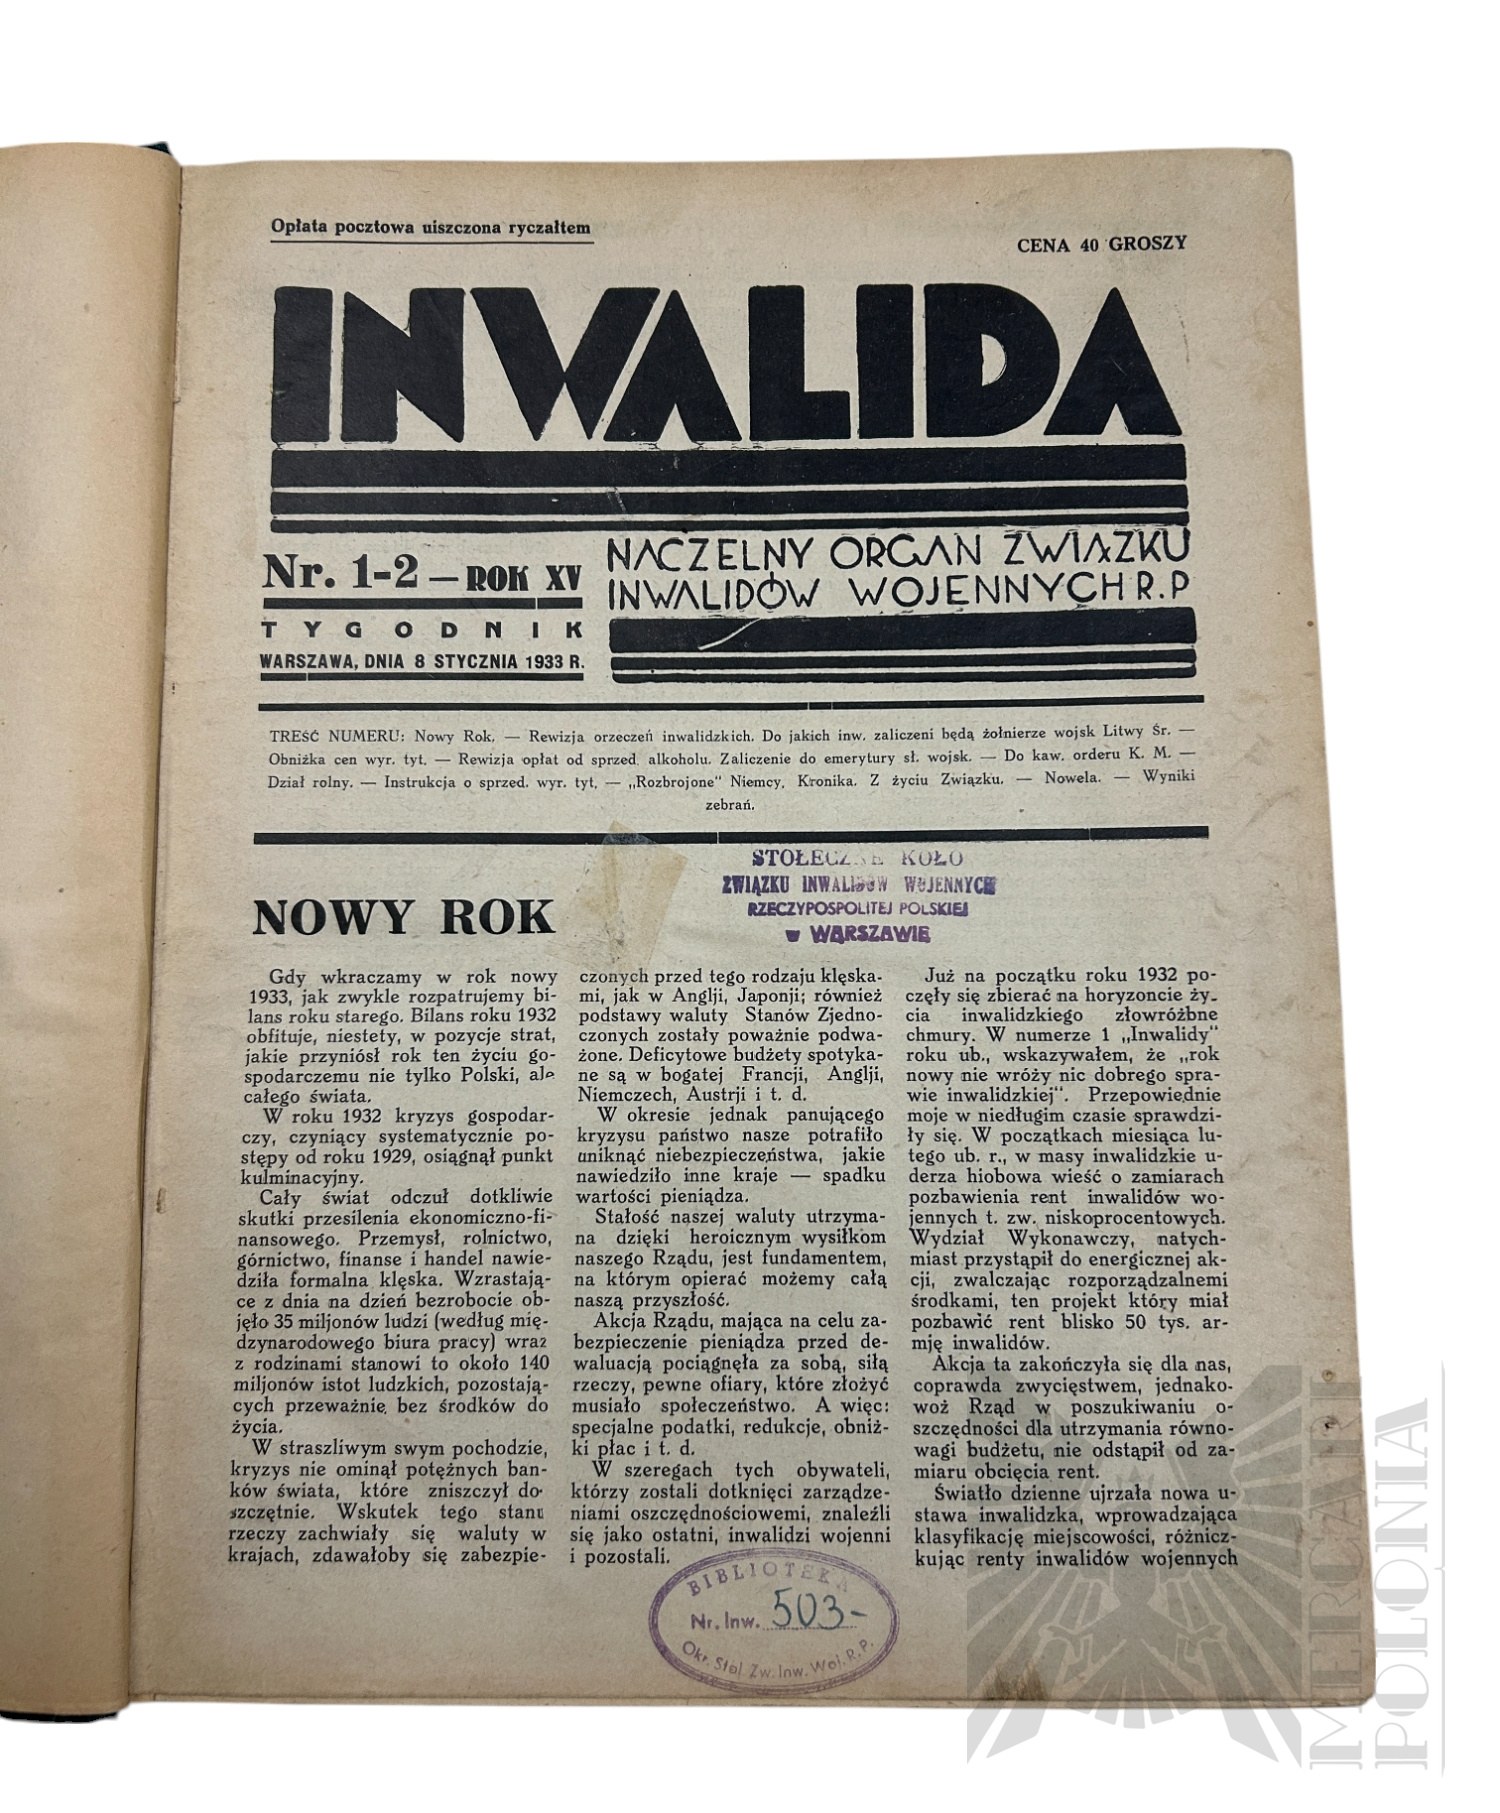 Opłata pocztowa uiszczona ryczałtem
CENA 40 GROSZY
INWALIDA
Nr. 1-2 — ROK XV
TYGODNIK
WARSZAWA, DNIA 8 STYCZNIA 1933 R.
NACZELNY ORGAN ZWIĄZKU
INWALIDÓW WOJENNYCH R.P
TREŚĆ NUMERU: Nowy Rok. — Rewizja orzeczeń inwalidzkich. Do jakich inw. zaliczeni będą żołnierze wojsk Litwy Śr. —
Obniżka cen wyr. tyt. — Rewizja opłat od sprzed. alkoholu. Zaliczenie do emerytury sł. wojsk. — Do kaw. orderu K. M. —
Dział rolny. — Instrukcja o sprzed. wyr. tyt, — „Rozbrojone" Niemcy. Kronika. Z życiu Związku. — Nowela. — Wyniki
zebrań.
STOŁECZNE KOŁO
ZWIĄZKU INWALIDÓW WOJENNYCH
RZECZYPOSPOLITEJ POLSKIEJ
w WARSZAWIE
NOWY ROK
Gdy wkraczamy w rok nowy
1933, jak zwykle rozpatrujemy bi-
lans roku starego. Bilans roku 1932
obfituje, niestety, w pozycje strat,
jakie przyniósł rok ten życiu go-
spodarczemu nie tylko Polski, ale
całego świata.
W roku 1932 kryzys gospodar-
czy, czyniący systematycznie po-
stępy od roku 1929, osiągnął punkt
kulminacyjny.
Cały świat odczuł dotkliwie
skutki przesilenia ekonomiczno-fi-
nansowego. Przemysł, rolnictwo,
górnictwo, finanse i handel nawie-
dziła formalna klęska. Wzrastają-
ce z dnia na dzień bezrobocie ob-
jęło 35 miljonów ludzi (według mię-
dzynarodowego biura pracy) wraz
z rodzinami stanowi to około 140
miljonów istot ludzkich, pozostają-
cych przeważnie bez środków do
życia.
W straszliwym swym pochodzie,
kryzys nie ominął potężnych ban-
ków świata, które zniszczył do-
szczętnie. Wskutek tego stanu
rzeczy zachwiały się waluty w
krajach, zdawałoby się zabezpie-
czonych przed tego rodzaju klęska-
mi, jak w Anglji, Japonji; również
podstawy waluty Stanów Zjedno-
czonych zostały poważnie podwa-
żone. Deficytowe budżety spotyka-
ne są w bogatej Francji, Anglji,
Niemczech, Austrji i t. d.
W okresie jednak panującego
kryzysu państwo nasze potrafiło
uniknąć niebezpieczeństwa, jakie
nawiedziło inne kraje — spadku
wartości pieniądza.
Stałość naszej waluty utrzyma-
na dzięki heroicznym wysiłkom
naszego Rządu, jest fundamentem,
na którym opierać możemy całą
naszą przyszłość.
Akcja Rządu, mająca na celu za-
bezpieczenie pieniądza przed de-
waluacją pociągnęła za sobą, siłą
rzeczy, pewne ofiary, które złożyć
musiało społeczeństwo. A więc:
specjalne podatki, redukcje, obniż-
ki płac i t. d.
W szeregach tych obywateli,
którzy zostali dotknięci zarządze-
niami oszczędnościowemi, znaleźli
się jako ostatni, inwalidzi wojenni
i pozostali.
Już na początku roku 1932 po-
częły się zbierać na horyzoncie ży-
cia inwalidzkiego złowróżbne
chmury. W numerze 1 „Inwalidy"
roku ub., wskazywałem, że „rok
nowy nie wróży nic dobrego spra-
wie inwalidzkiej". Przepowiednie
moje w niedługim czasie sprawdzi-
ły się. W początkach miesiąca lu-
tego ub. r., w masy inwalidzkie u-
derza hiobowa wieść o zamiarach
pozbawienia rent inwalidów wo-
jennych t. zw. niskoprocentowych.
Wydział Wykonawczy, natych-
miast przystąpił do energicznej ak-
cji, zwalczając rozporządzalnemi
środkami, ten projekt który miał
pozbawić rent blisko 50 tys. ar-
mję inwalidów.
Akcja ta zakończyła się dla nas,
coprawda zwycięstwem, jednako-
woż Rząd w poszukiwaniu o-
szczędności dla utrzymania równo-
wagi budżetu, nie odstąpił od za-
miaru obcięcia rent.
Światło dzienne ujrzała nowa u-
stawa inwalidzka, wprowadzająca
klasyfikację miejscowości, różnicz-
kując renty inwalidów wojennych
BIBLIOTEKA
Nr. Inw. 503-
Okr. Stoł Zw. Inw. Woj. R.P.
MERCARI
POLONIA